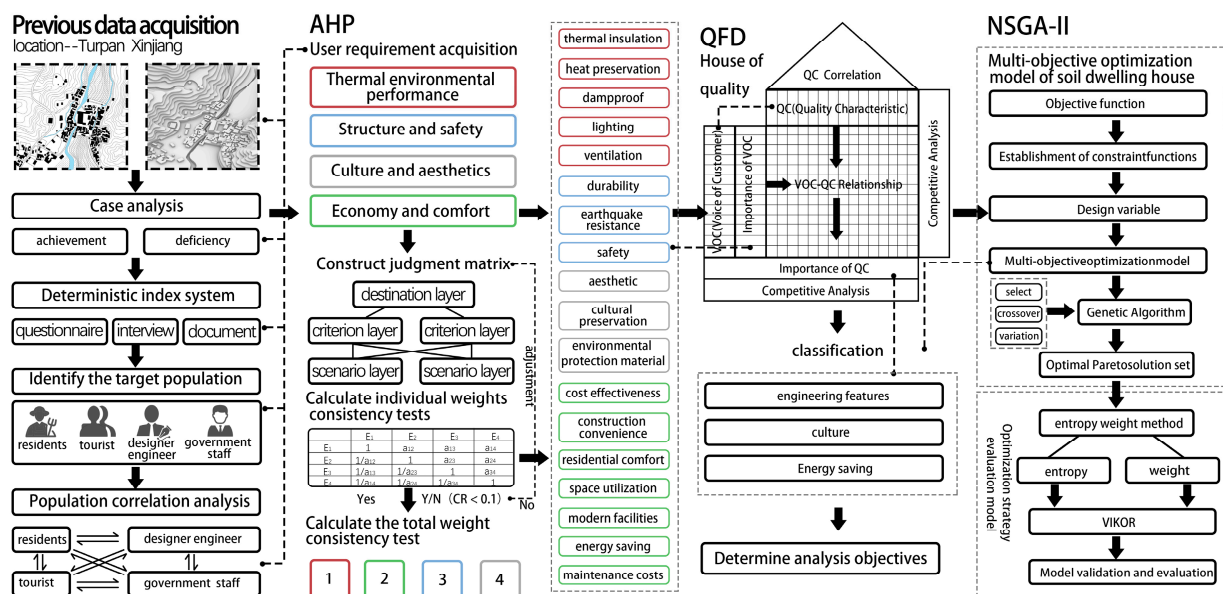 Previous data acquisition
location--Turpan Xinjiang
Case analysis
achievement
deficiency
Deterministic index system
questionnaire
interview
document
Identify the target population
residents
tourist
designer
engineer
government
staff
Population correlation analysis
residents
designer engineer
tourist
government staff
AHP
User requirement acquisition
Thermal environmental
performance
Structure and safety
Culture and aesthetics
Economy and comfort
Construct judgment matrix
destination layer
criterion layer
criterion layer
scenario layer
scenario layer
adjustment
Calculate individual weights
consistency tests
E1 E2 E3 E4
E1 1 a12 a13 a14
E2 1/a12 1 a23 a24
E3 1/a13 1/a23 1 a34
E4 1/a14 1/a24 1/a34 1
Yes
Y/N（CR < 0.1）
No
Calculate the total weight
consistency test
1
2
3
4
thermal insulation
heat preservation
dampproof
lighting
ventilation
durability
earthquake
resistance
safety
aesthetic
cultural
preservation
environmental
protection material
cost effectiveness
construction
convenience
residential comfort
space utilization
modern facilities
energy saving
maintenance costs
QFD
House of
quality
QC Correlation
QC(Quality Characteristic)
VOC(Voice of Customer)
Importance of VOC
VOC-QC Relationship
Competitive Analysis
Importance of QC
Competitive Analysis
classification
engineering features
culture
Energy saving
Determine analysis objectives
NSGA-II
Multi-objective optimization
model of soil dwelling house
Objective function
Establishment of constraintfunctions
Design variable
Multi-objectiveoptimizationmodel
select
crossover
variation
Genetic Algorithm
Optimal Paretosolution set
Optimization strategy
evaluation model
entropy weight method
entropy
weight
VIKOR
Model validation and evaluation